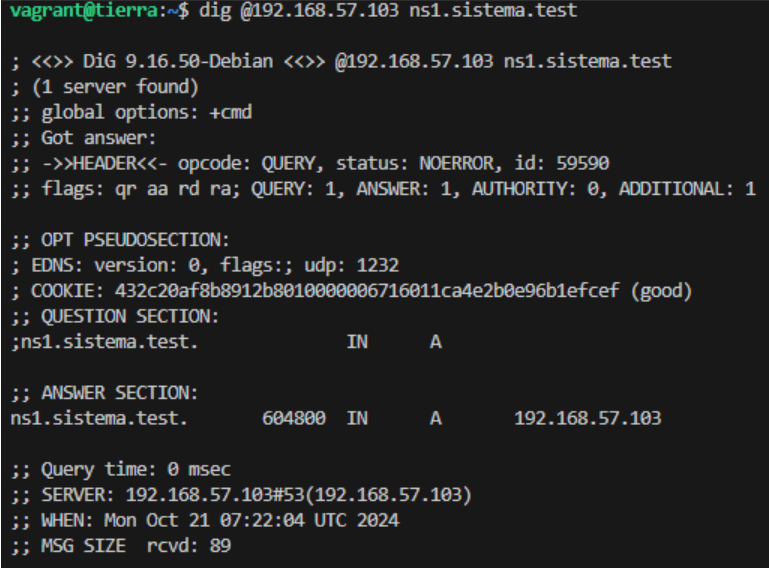 vagrant@tierra:~$ dig @192.168.57.103 ns1.sistema.test
; <<>> DiG 9.16.50-Debian <<>> @192.168.57.103 ns1.sistema.test
; (1 server found)
;; global options: +cmd
;; Got answer:
;; ->>HEADER<<- opcode: QUERY, status: NOERROR, id: 59590
;; flags: qr aa rd ra; QUERY: 1, ANSWER: 1, AUTHORITY: 0, ADDITIONAL: 1
;; OPT PSEUDOSECTION:
; EDNS: version: 0, flags:; udp: 1232
; COOKIE: 432c20af8b8912b8010000006716011ca4e2b0e96b1efcef (good)
;; QUESTION SECTION:
;ns1.sistema.test. IN A
;; ANSWER SECTION:
ns1.sistema.test. 604800 IN A 192.168.57.103
;; Query time: 0 msec
;; SERVER: 192.168.57.103#53(192.168.57.103)
;; WHEN: Mon Oct 21 07:22:04 UTC 2024
;; MSG SIZE rcvd: 89